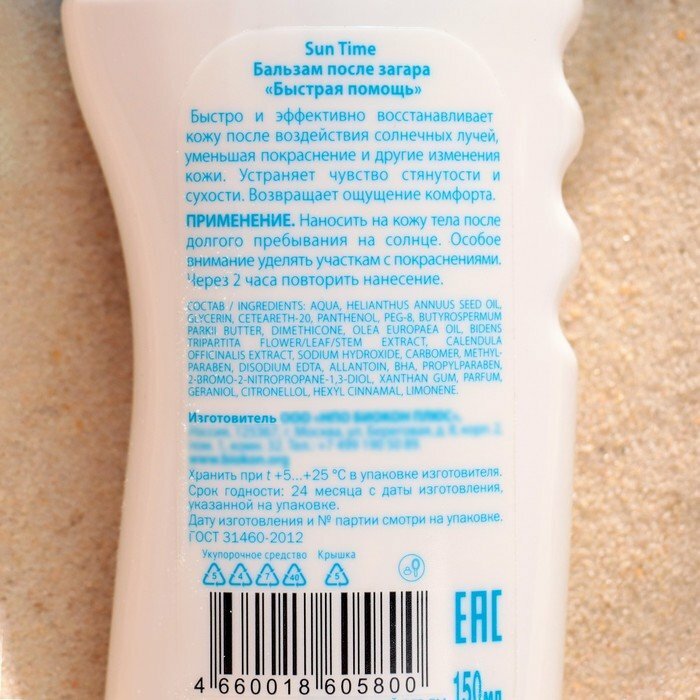 Sun Time
Бальзам после загара
«Быстрая помощь»
Быстро и эффективно восстанавливает
кожу после воздействия солнечных лучей,
уменьшая покраснение и другие изменения
кожи. Устраняет чувство стянутости и
сухости. Возвращает ощущение комфорта.
ПРИМЕНЕНИЕ. Наносить на кожу тела после
долгого пребывания на солнце. Особое
внимание уделять участкам с покраснениями.
Через 2 часа повторить нанесение.
СОСТАВ / INGREDIENTS: AQUA, HELIANTHUS ANNUUS SEED OIL,
GLYCERIN, CETEARETH-20, PANTHENOL, PEG-8, BUTYROSPERMUM
PARKII BUTTER, DIMETHICONE, OLEA EUROPAEA OIL, BIDENS
TRIPARTITA FLOWER/LEAF/STEM EXTRACT, CALENDULA
OFFICINALIS EXTRACT, SODIUM HYDROXIDE, CARBOMER, METHYL-
PARABEN, DISODIUM EDTA, ALLANTOIN, BHA, PROPYLPARABEN,
2-BROMO-2-NITROPROPANE-1,3-DIOL, XANTHAN GUM, PARFUM,
GERANIOL, CITRONELLOL, HEXYL CINNAMAL, LIMONENE.
Изготовитель
Хранить при t +5...+25 °C в упаковке изготовителя.
Срок годности: 24 месяца с даты изготовления,
указанной на упаковке.
Дату изготовления и № партии смотри на упаковке.
ГОСТ 31460-2012
Укупорочное средство Крышка
5 4 7 40 5
EAC
4 660018 605800
150 мл